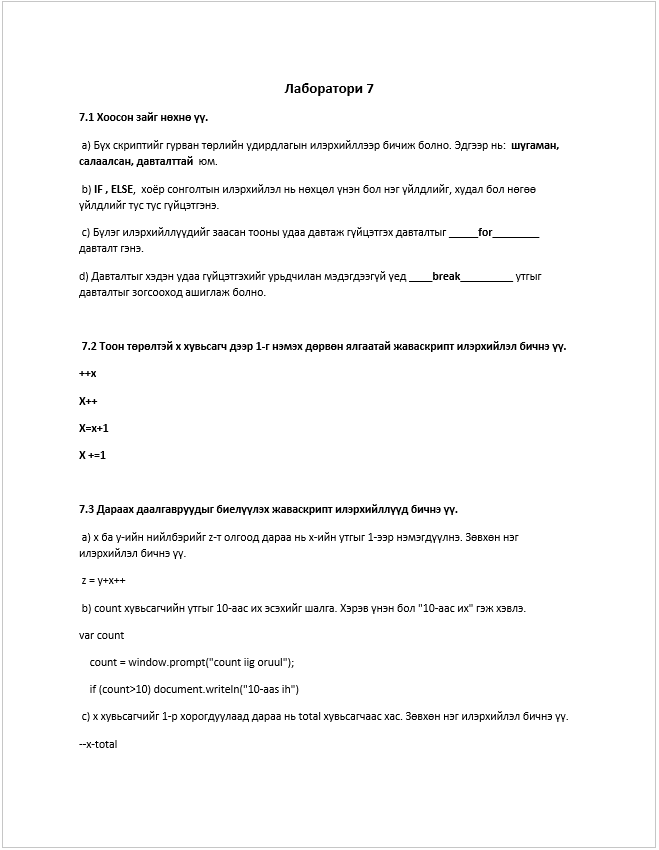 Лаборатори 7
7.1 Хоосон зайг нөхнө үү.
a) Бүх скриптийг гурван төрлийн удирдлагын илэрхийллээр бичиж болно. Эдгээр нь: шугаман,
салаалсан, давталттай юм.
b) IF , ELSE, хоёр сонголтын илэрхийлэл нь нөхцөл үнэн бол нэг үйлдлийг, худал бол нөгөө
үйлдлийг тус тус гүйцэтгэнэ.
c) Бүлэг илэрхийллүүдийг заасан тооны удаа давтаж гүйцэтгэх давталтыг _____for________
давталт гэнэ.
d) Давталтыг хэдэн удаа гүйцэтгэхийг урьдчилан мэдэгдээгүй үед ____break_________ утгыг
давталтыг зогсооход ашиглаж болно.
7.2 Тоон төрөлтэй х хувьсагч дээр 1-г нэмэх дөрвөн ялгаатай жаваскрипт илэрхийлэл бичнэ үү.
++x
X++
X=x+1
X +=1
7.3 Дараах даалгавруудыг биелүүлэх жаваскрипт илэрхийллүүд бичнэ үү.
a) х ба у-ийн нийлбэрийг z-т олгоод дараа нь х-ийн утгыг 1-ээр нэмэгдүүлнэ. Зөвхөн нэг
илэрхийлэл бичнэ үү.
z = y+x++
b) count хувьсагчийн утгыг 10-аас их эсэхийг шалга. Хэрэв үнэн бол "10-аас их" гэж хэвлэ.
var count
count = window.prompt("count iig oruul");
if (count>10) document.writeln("10-aas ih")
c) х хувьсагчийг 1-р хорогдуулаад дараа нь total хувьсагчаас хас. Зөвхөн нэг илэрхийлэл бичнэ үү.
--x-total